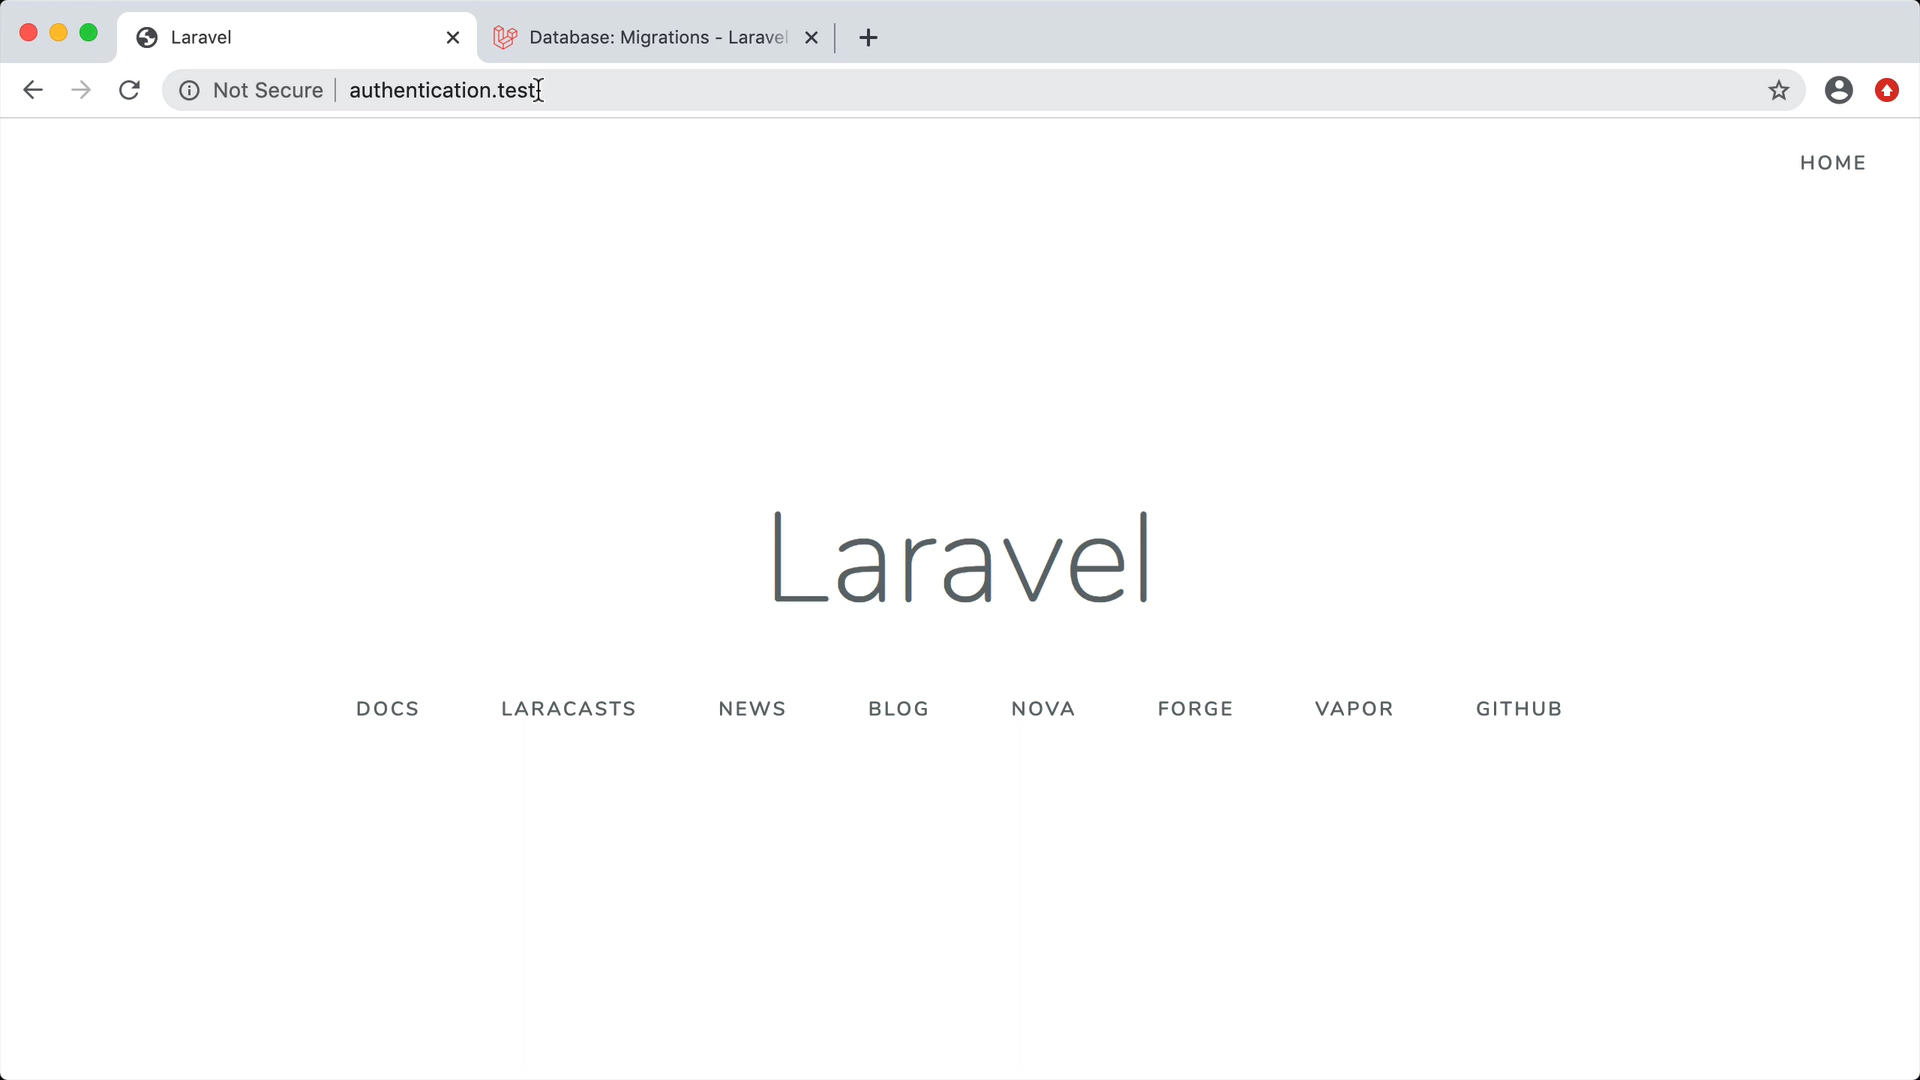 Laravel
Database: Migrations - Laravel
Not Secure
authentication.test
HOME
Laravel
DOCS LARACASTS NEWS BLOG NOVA FORGE VAPOR GITHUB